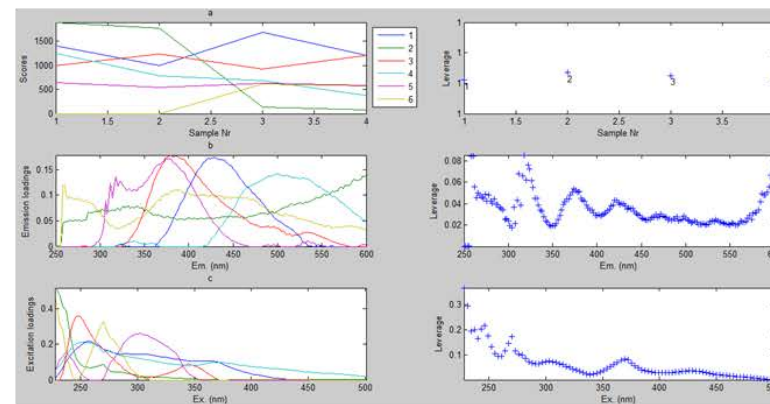 a
Scores
1500
1000
500
0
1 1.5 2 2.5 3 3.5 4
Sample Nr
1
2
3
4
5
6
Leverage
1
1
1
1
1 2 3
1 1.5 2 2.5 3 3.5
Sample Nr
b
Emission loadings
0.15
0.1
0.05
0
250 300 350 400 450 500 550 600
Em. (nm)
Leverage
0.08
0.06
0.04
0.02
250 300 350 400 450 500 550
Em. (nm)
c
Excitation loadings
0.4
0.2
0
250 300 350 400 450
Ex. (nm)
Leverage
0.3
0.2
0.1
250 300 350 400 450
Ex. (nm)